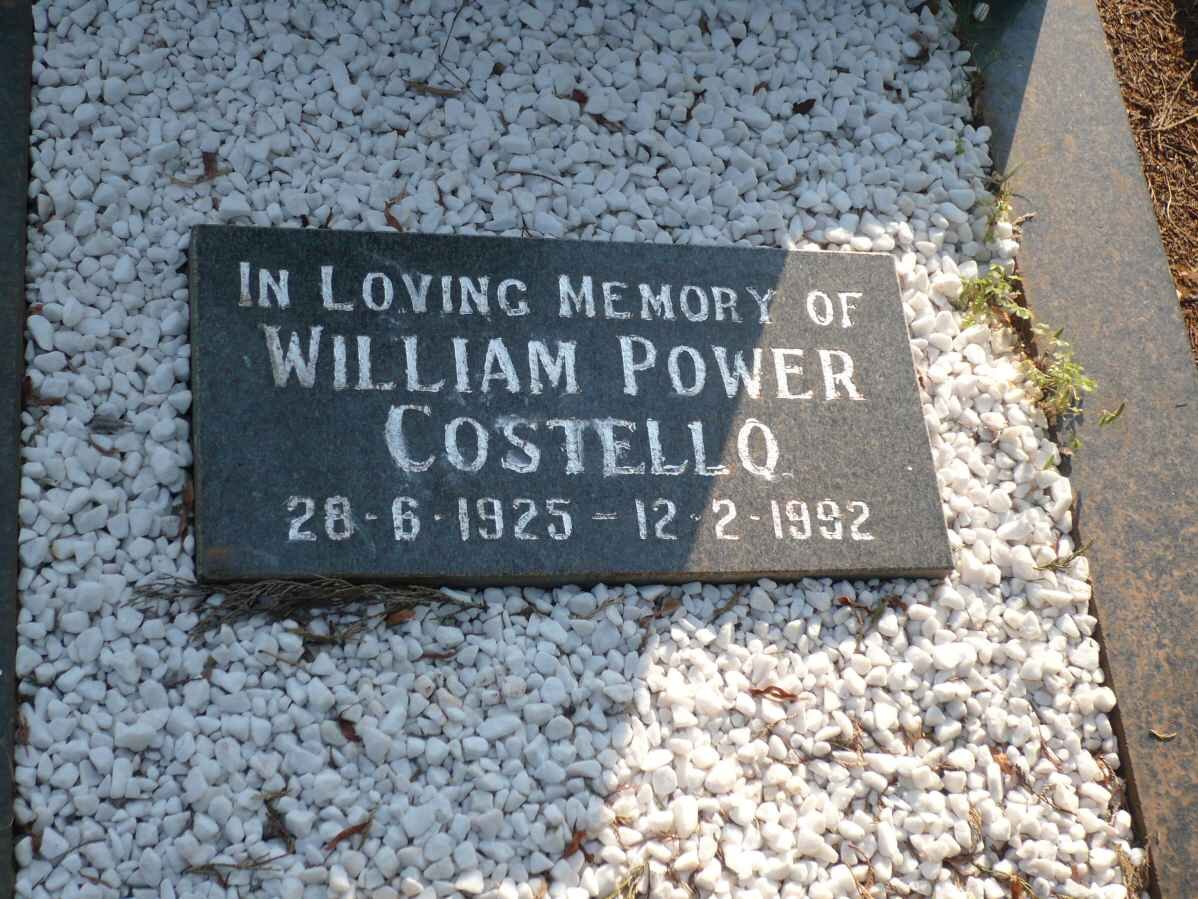 IN LOVING MEMORY OF
WILLIAM POWER
COSTELLO
28-6-1925 = 12-2-1992